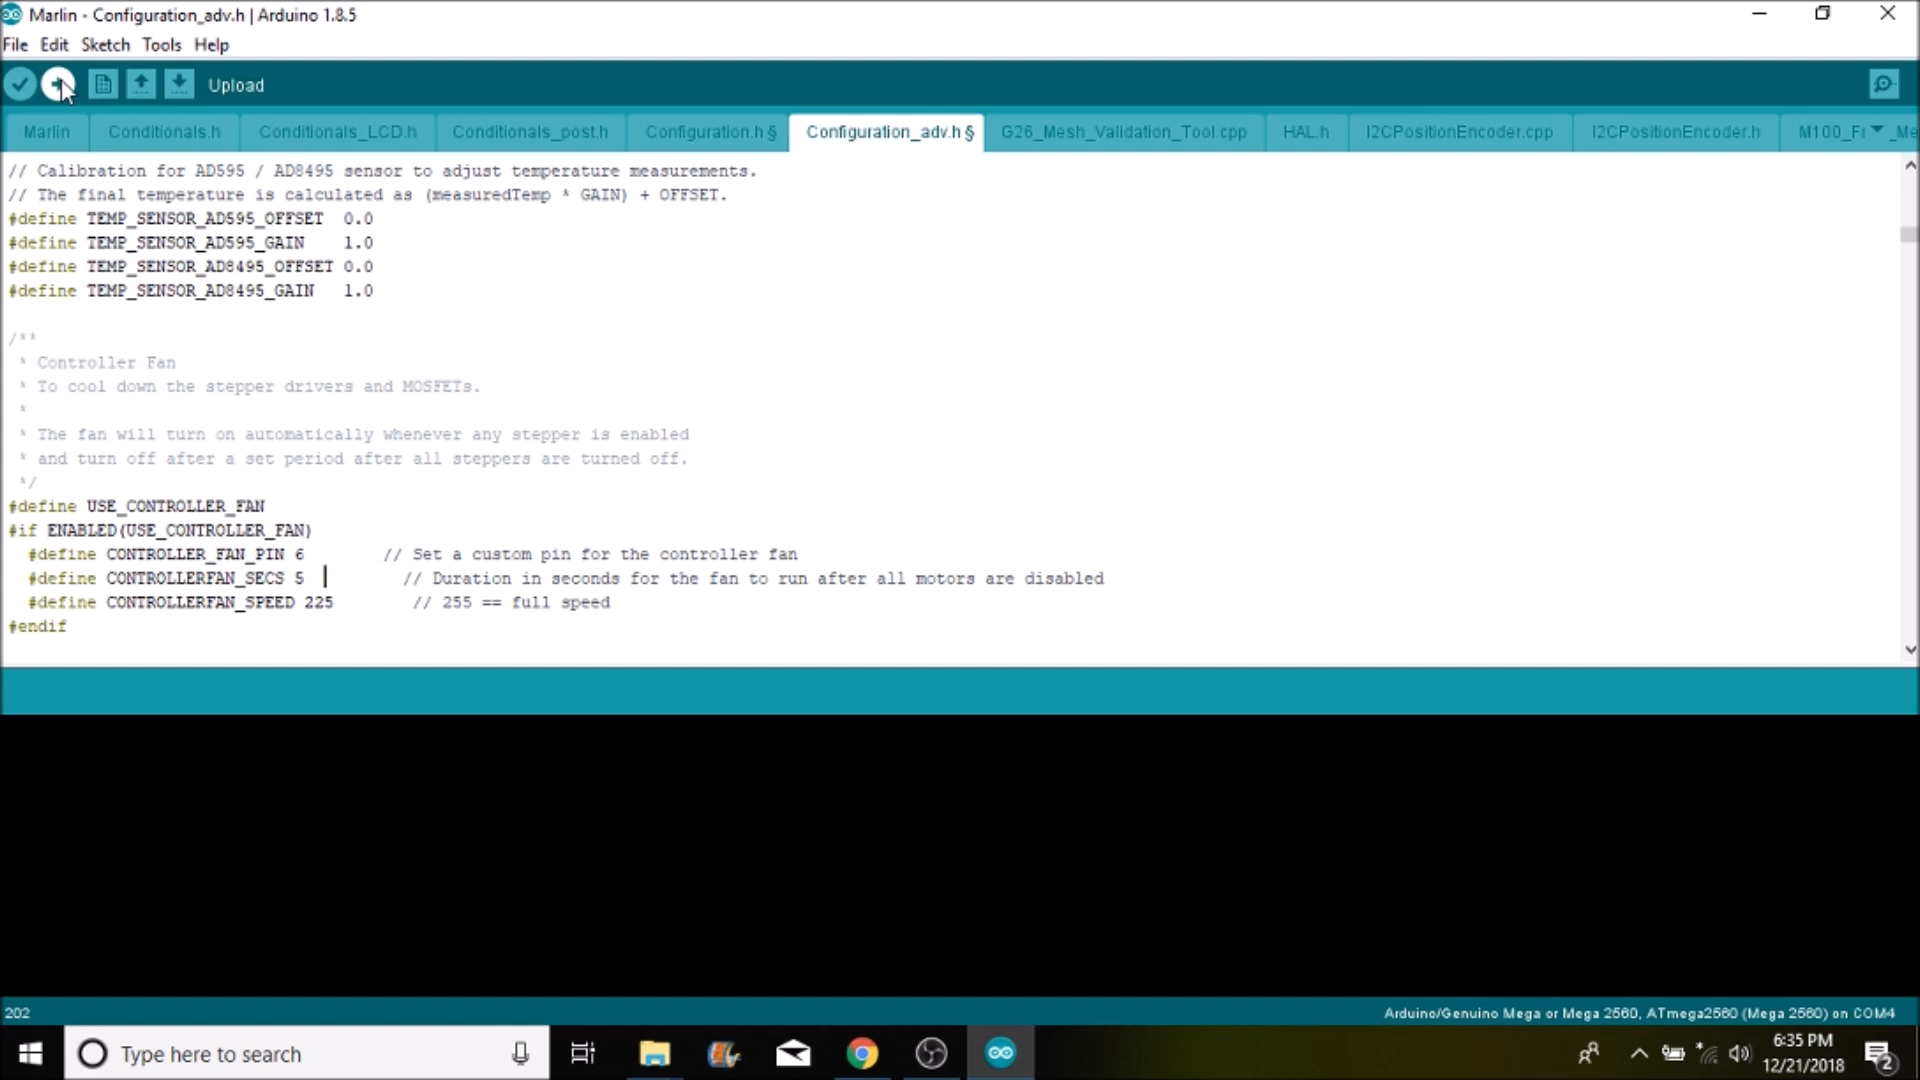 Marlin - Configuration_adv.h | Arduino 1.8.5
File Edit Sketch Tools Help
Upload
Marlin Conditionals.h Conditionals_LCD.h Conditionals_post.h Configuration.h § Configuration_adv.h § G26_Mesh_Validation_Tool.cpp HAL.h I2CPositionEncoder.cpp I2CPositionEncoder.h
// Calibration for AD595 / AD8495 sensor to adjust temperature measurements.
// The final temperature is calculated as (measuredTemp * GAIN) + OFFSET.
#define TEMP_SENSOR_AD595_OFFSET 0.0
#define TEMP_SENSOR_AD595_GAIN 1.0
#define TEMP_SENSOR_AD8495_OFFSET 0.0
#define TEMP_SENSOR_AD8495_GAIN 1.0
/**
* Controller Fan
* To cool down the stepper drivers and MOSFETs.
*
* The fan will turn on automatically whenever any stepper is enabled
* and turn off after a set period after all steppers are turned off.
*/
#define USE_CONTROLLER_FAN
#if ENABLED(USE_CONTROLLER_FAN)
#define CONTROLLER_FAN_PIN 6 // Set a custom pin for the controller fan
#define CONTROLLERFAN_SECS 5 // Duration in seconds for the fan to run after all motors are disabled
#define CONTROLLERFAN_SPEED 225 // 255 == full speed
#endif
202 Arduino/Genuino Mega or Mega 2560, ATmega2560 (Mega 2560) on COM4
Type here to search
6:35 PM
12/21/2018
2